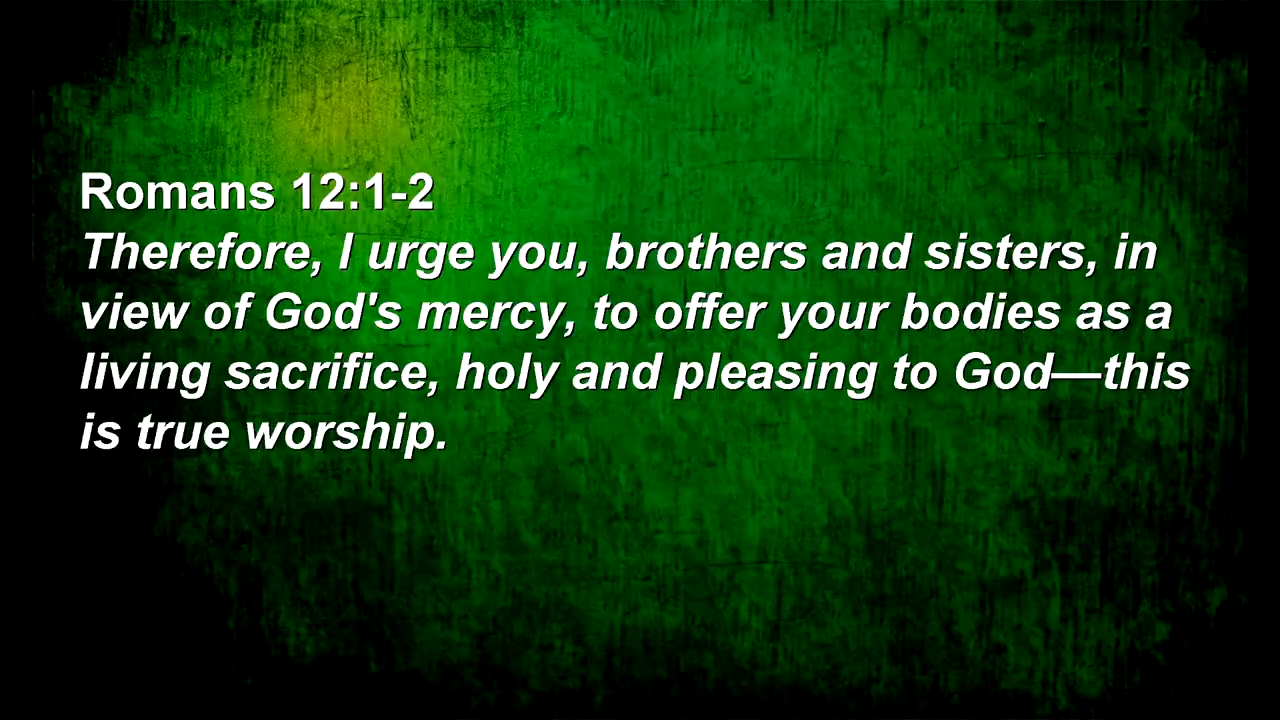 Romans 12:1-2
Therefore, I urge you, brothers and sisters, in
view of God's mercy, to offer your bodies as a
living sacrifice, holy and pleasing to God—this
is true worship.